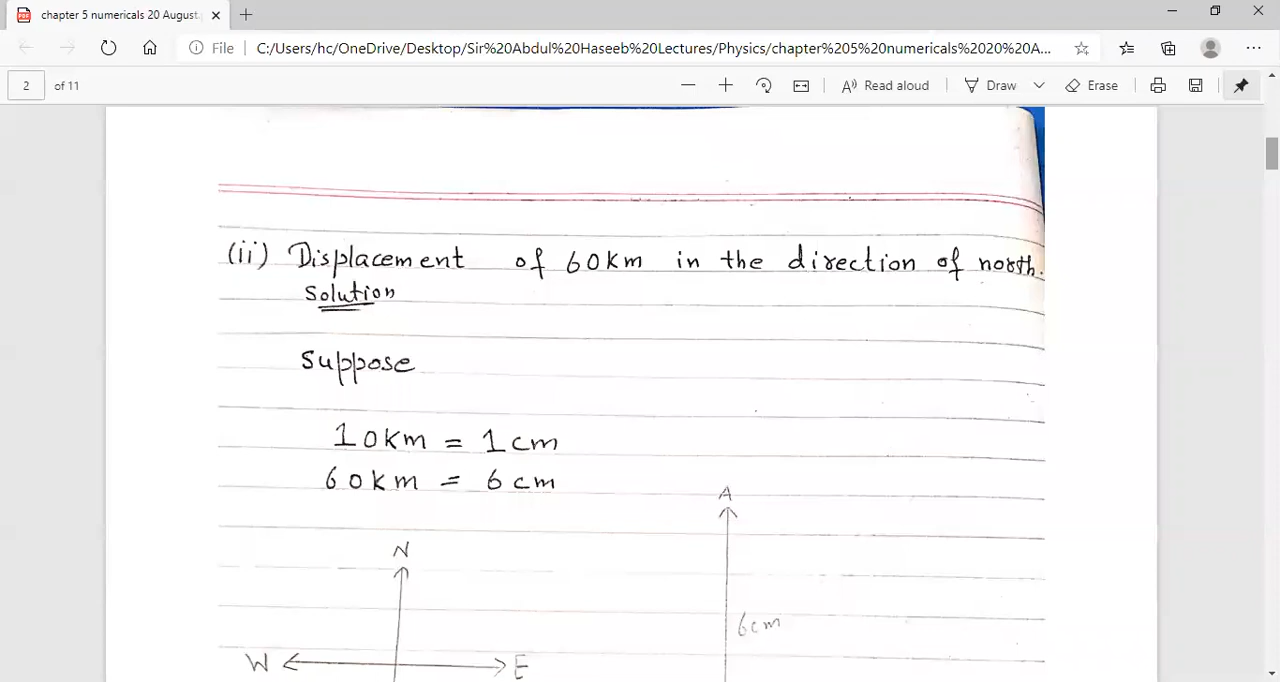 chapter 5 numericals 20 August.
File C:/Users/hc/OneDrive/Desktop/Sir%20Abdul%20Haseeb%20Lectures/Physics/chapter%205%20numericals%2020%20A...
2 of 11
Read aloud
Draw
Erase
(ii) Displacement of 60km in the direction of north.
Solution
Suppose
10km = 1cm
60km = 6cm
A
N
6cm
W E